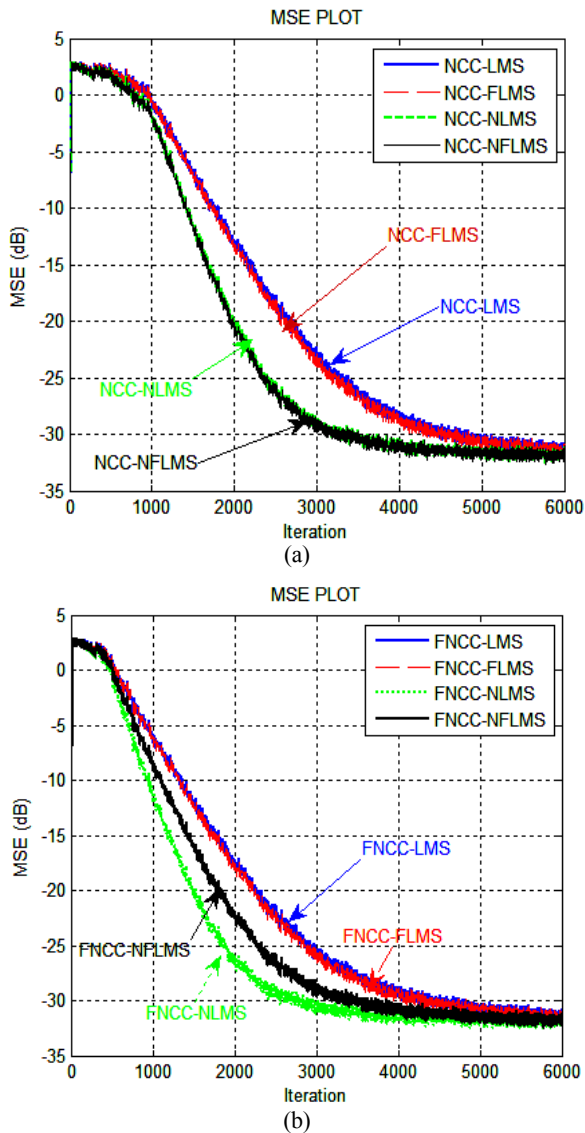 MSE PLOT
5
0
-5
-10
-15
-20
-25
-30
-35
MSE (dB)
NCC-LMS
NCC-FLMS
NCC-NLMS
NCC-NFLMS
NCC-FLMS
NCC-LMS
NCC-NLMS
NCC-NFLMS
0 1000 2000 3000 4000 5000 6000
Iteration
(a)
MSE PLOT
5
0
-5
-10
-15
-20
-25
-30
-35
MSE (dB)
FNCC-LMS
FNCC-FLMS
FNCC-NLMS
FNCC-NFLMS
FNCC-LMS
FNCC-FLMS
FNCC-NFLMS
FNCC-NLMS
0 1000 2000 3000 4000 5000 6000
Iteration
(b)